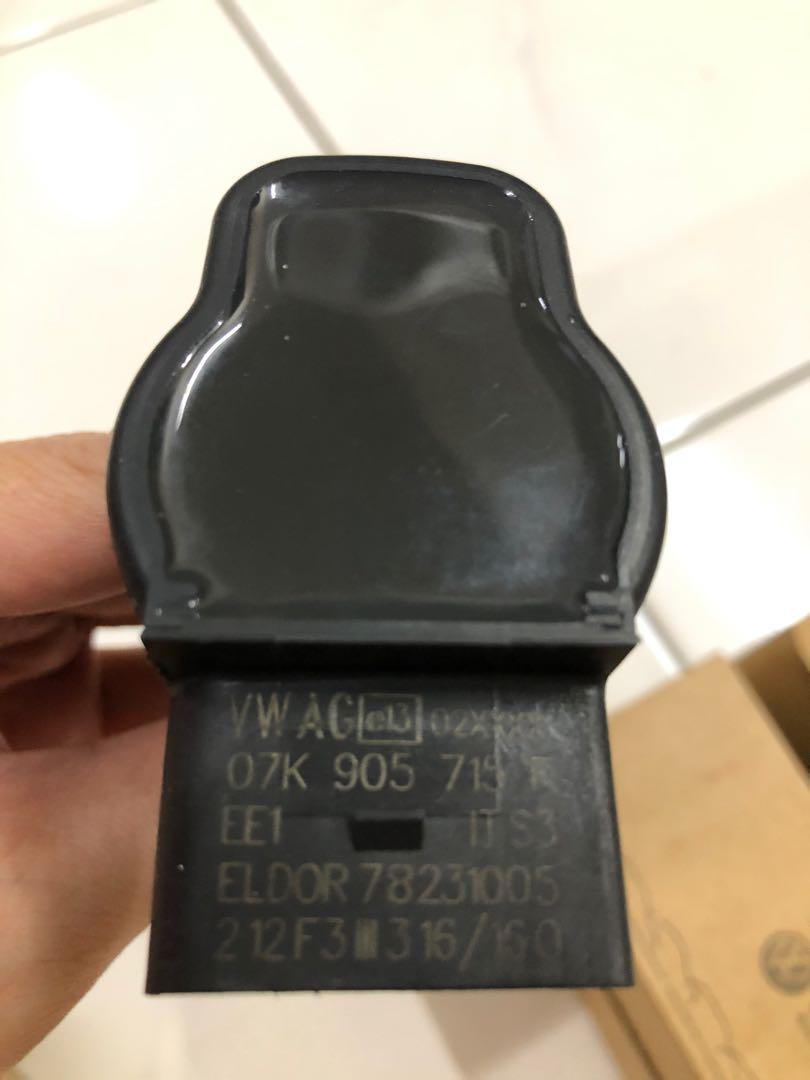 VW AG e13
07K 905 715 F
EE1 IT S3
ELDOR 78231005
212F3 316/160